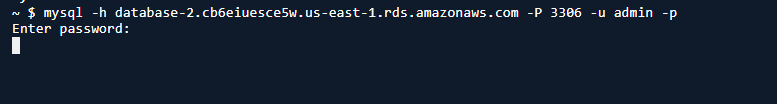 ~ $ mysql -h database-2.cb6eiuesce5w.us-east-1.rds.amazonaws.com -P 3306 -u admin -p
Enter password: